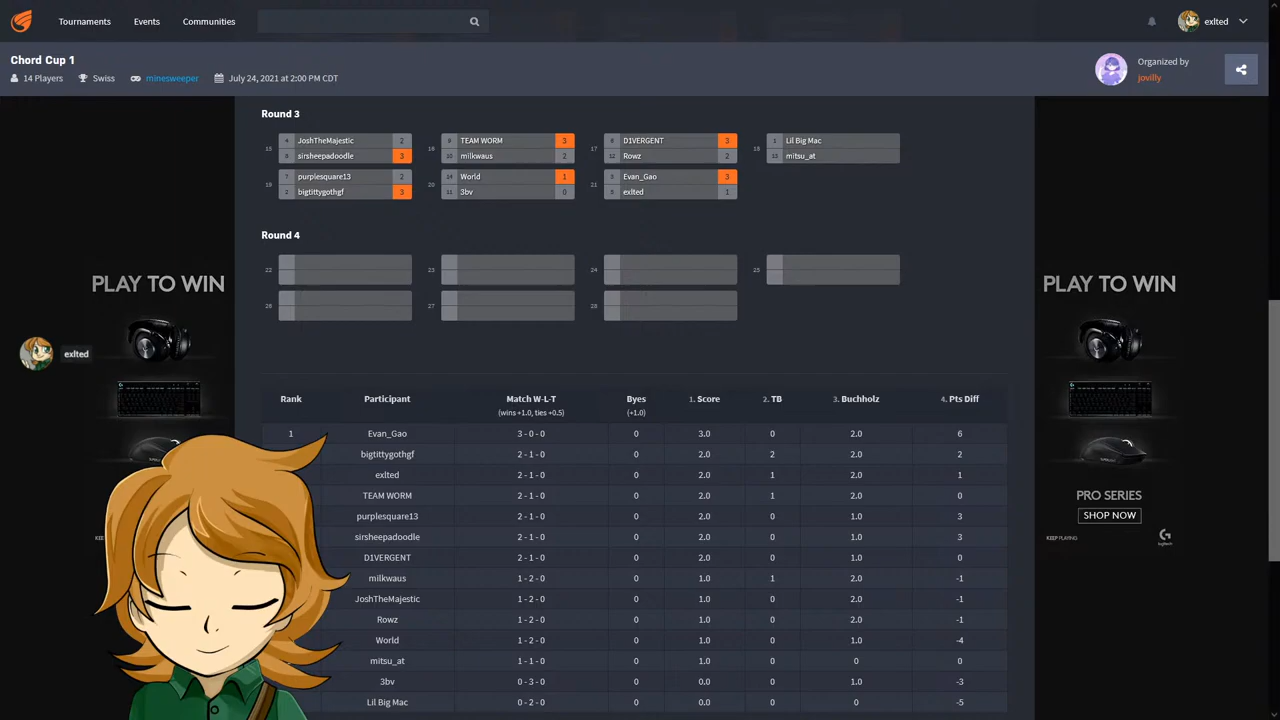 Tournaments Events Communities exlted
Chord Cup 1
14 Players Swiss minesweeper July 24, 2021 at 2:00 PM CDT
Organized by
jovilly
Round 3
15 4 JoshTheMajestic 2
sirsheepadoodle 3
16 9 TEAM WORM 3
10 milkwaus 2
17 D1VERGENT 3
12 Rowz 2
1 Lil Big Mac
13 mitsu_at
19 7 purplesquare13 2
2 bigtittygothgf 3
20 14 World 1
11 3bv 0
21 Evan_Gao 3
5 exlted 1
Round 4
22
23
24
25
26
27
28
PLAY TO WIN
exlted
Rank Participant Match W-L-T Byes 1. Score 2. TB 3. Buchholz 4. Pts Diff
(wins +1.0, ties +0.5) (+1.0)
1 Evan_Gao 3 - 0 - 0 0 3.0 0 2.0 6
bigtittygothgf 2 - 1 - 0 0 2.0 2 2.0 2
exlted 2 - 1 - 0 0 2.0 1 2.0 1
TEAM WORM 2 - 1 - 0 0 2.0 1 2.0 0
purplesquare13 2 - 1 - 0 0 2.0 0 1.0 3
sirsheepadoodle 2 - 1 - 0 0 2.0 0 1.0 3
D1VERGENT 2 - 1 - 0 0 2.0 0 1.0 0
milkwaus 1 - 2 - 0 0 1.0 1 2.0 -1
JoshTheMajestic 1 - 2 - 0 0 1.0 0 2.0 -1
Rowz 1 - 2 - 0 0 1.0 0 2.0 -1
World 1 - 2 - 0 0 1.0 0 1.0 -4
mitsu_at 1 - 1 - 0 0 1.0 0 0 0
3bv 0 - 3 - 0 0 0.0 0 1.0 -3
Lil Big Mac 0 - 2 - 0 0 0.0 0 0 -5
PLAY TO WIN
PRO SERIES
SHOP NOW
KEEP PLAYING
logitech